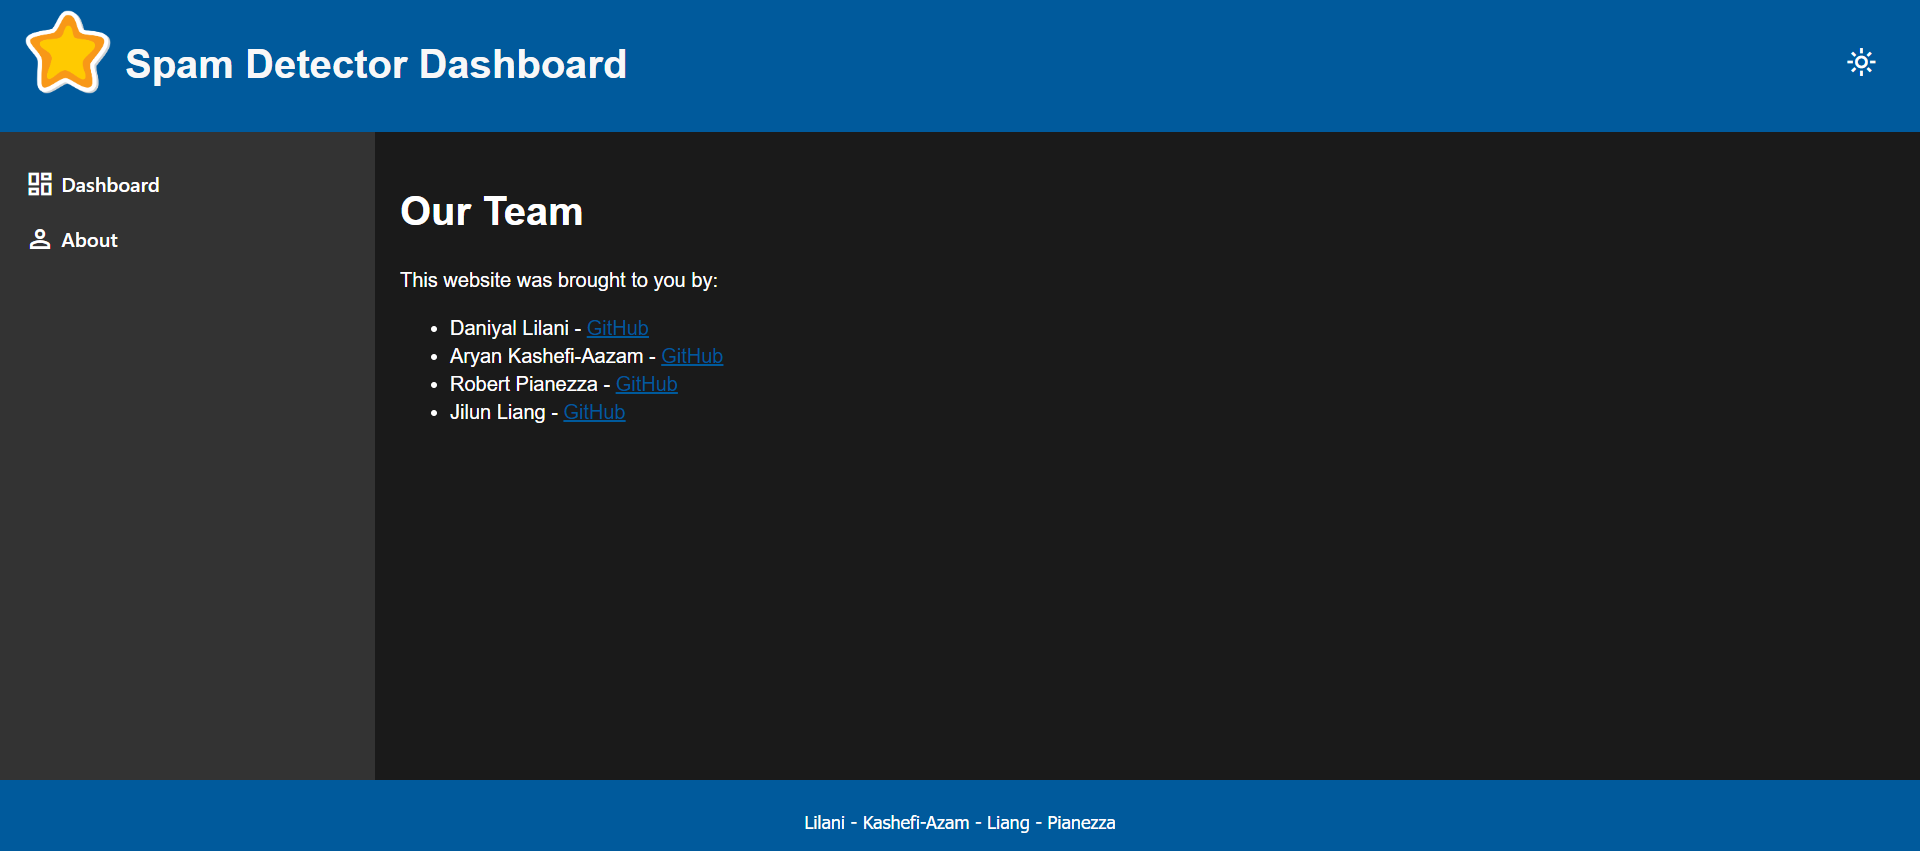 Spam Detector Dashboard
Dashboard
About
Our Team
This website was brought to you by:
• Daniyal Lilani - GitHub
• Aryan Kashefi-Aazam - GitHub
• Robert Pianezza - GitHub
• Jilun Liang - GitHub
Lilani - Kashefi-Azam - Liang - Pianezza